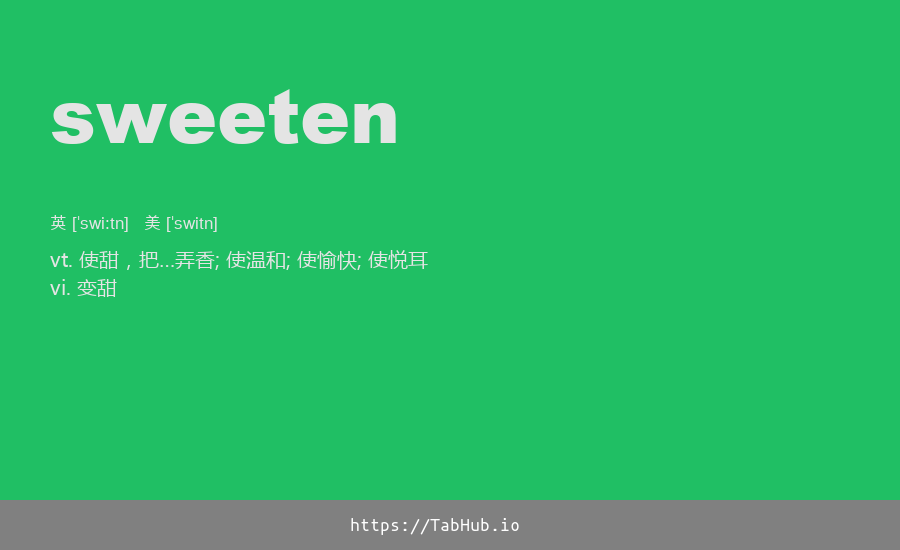 sweeten
英 ['swi:tn] 美 ['switn]
vt. 使甜，把…弄香; 使温和; 使愉快; 使悦耳
vi. 变甜
https://TabHub.io